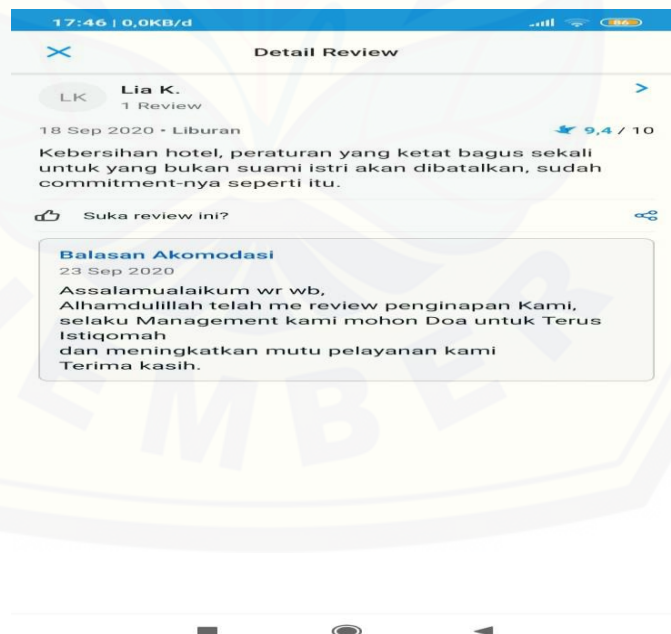 17:46 | 0,0KB/d
86
Detail Review
LK
Lia K.
1 Review
18 Sep 2020 • Liburan
9,4 / 10
Kebersihan hotel, peraturan yang ketat bagus sekali
untuk yang bukan suami istri akan dibatalkan, sudah
commitment-nya seperti itu.
Suka review ini?
Balasan Akomodasi
23 Sep 2020
Assalamualaikum wr wb,
Alhamdulillah telah me review penginapan Kami,
selaku Management kami mohon Doa untuk Terus
Istiqomah
dan meningkatkan mutu pelayanan kami
Terima kasih.
EMBER